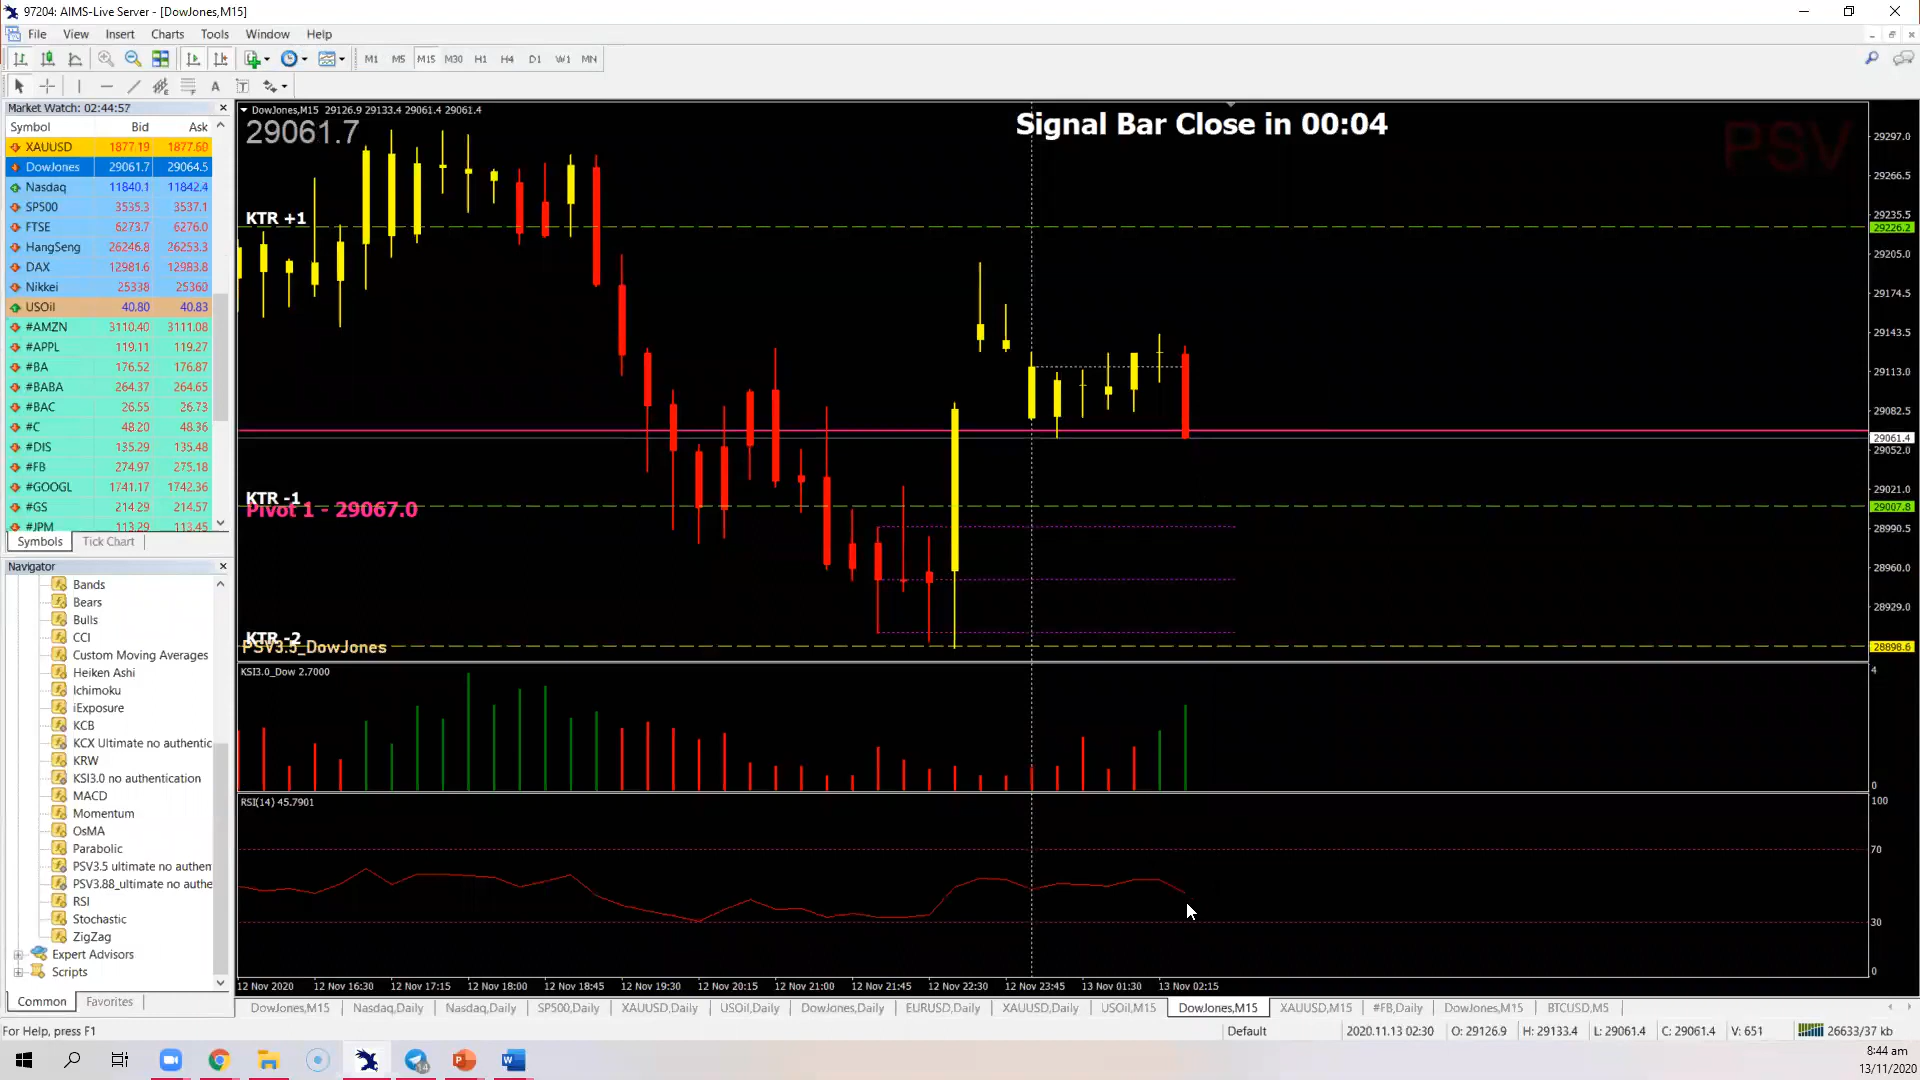 97204: AIMS-Live Server - [DowJones,M15]
File View Insert Charts Tools Window Help
M1 M5 M15 M30 H1 H4 D1 W1 MN
Market Watch: 02:44:57
Symbol Bid Ask
XAUUSD 1877.19 1877.60
DowJones 29061.7 29064.5
Nasdaq 11840.1 11842.4
SP500 3535.3 3537.1
FTSE 6273.7 6276.0
HangSeng 26246.8 26253.3
DAX 12981.6 12983.8
Nikkei 25338 25360
USOil 40.80 40.83
#AMZN 3110.40 3111.08
#APPL 119.11 119.27
#BA 176.52 176.87
#BABA 264.37 264.65
#BAC 26.55 26.73
#C 48.20 48.36
#DIS 135.29 135.48
#FB 274.97 275.18
#GOOGL 1741.17 1742.36
#GS 214.29 214.57
#JPM 113.29 113.45
Symbols Tick Chart
Navigator
Bands
Bears
Bulls
CCI
Custom Moving Averages
Heiken Ashi
Ichimoku
iExposure
KCB
KCX Ultimate no authentic
KRW
KSI3.0 no authentication
MACD
Momentum
OsMA
Parabolic
PSV3.5 ultimate no authen
PSV3.88_ultimate no authe
RSI
Stochastic
ZigZag
Expert Advisors
Scripts
Common Favorites
DowJones,M15 29126.9 29133.4 29061.4 29061.4
29061.7
Signal Bar Close in 00:04
PSV
KTR +1
KTR -1
Pivot 1 - 29067.0
KTR -2
PSV3.5_DowJones
29297.0
29266.5
29235.5
29226.2
29205.0
29174.5
29143.5
29113.0
29082.5
29061.4
29052.0
29021.0
29007.8
28990.5
28960.0
28929.0
28898.6
KSI3.0_Dow 2.7000
4
0
RSI(14) 45.7901
100
70
30
0
12 Nov 2020 12 Nov 16:30 12 Nov 17:15 12 Nov 18:00 12 Nov 18:45 12 Nov 19:30 12 Nov 20:15 12 Nov 21:00 12 Nov 21:45 12 Nov 22:30 12 Nov 23:45 13 Nov 01:30 13 Nov 02:15
DowJones,M15 Nasdaq,Daily Nasdaq,Daily SP500,Daily XAUUSD,Daily USOil,Daily DowJones,Daily EURUSD,Daily XAUUSD,Daily USOil,M15 DowJones,M15 XAUUSD,M15 #FB,Daily DowJones,M15 BTCUSD,M5
For Help, press F1 Default 2020.11.13 02:30 O: 29126.9 H: 29133.4 L: 29061.4 C: 29061.4 V: 651 26633/37 kb
8:44 am
13/11/2020